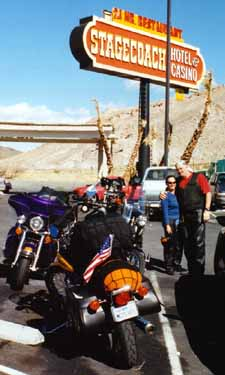 24 HR. RESTAURANT
STAGECOACH
HOTEL &
CASINO